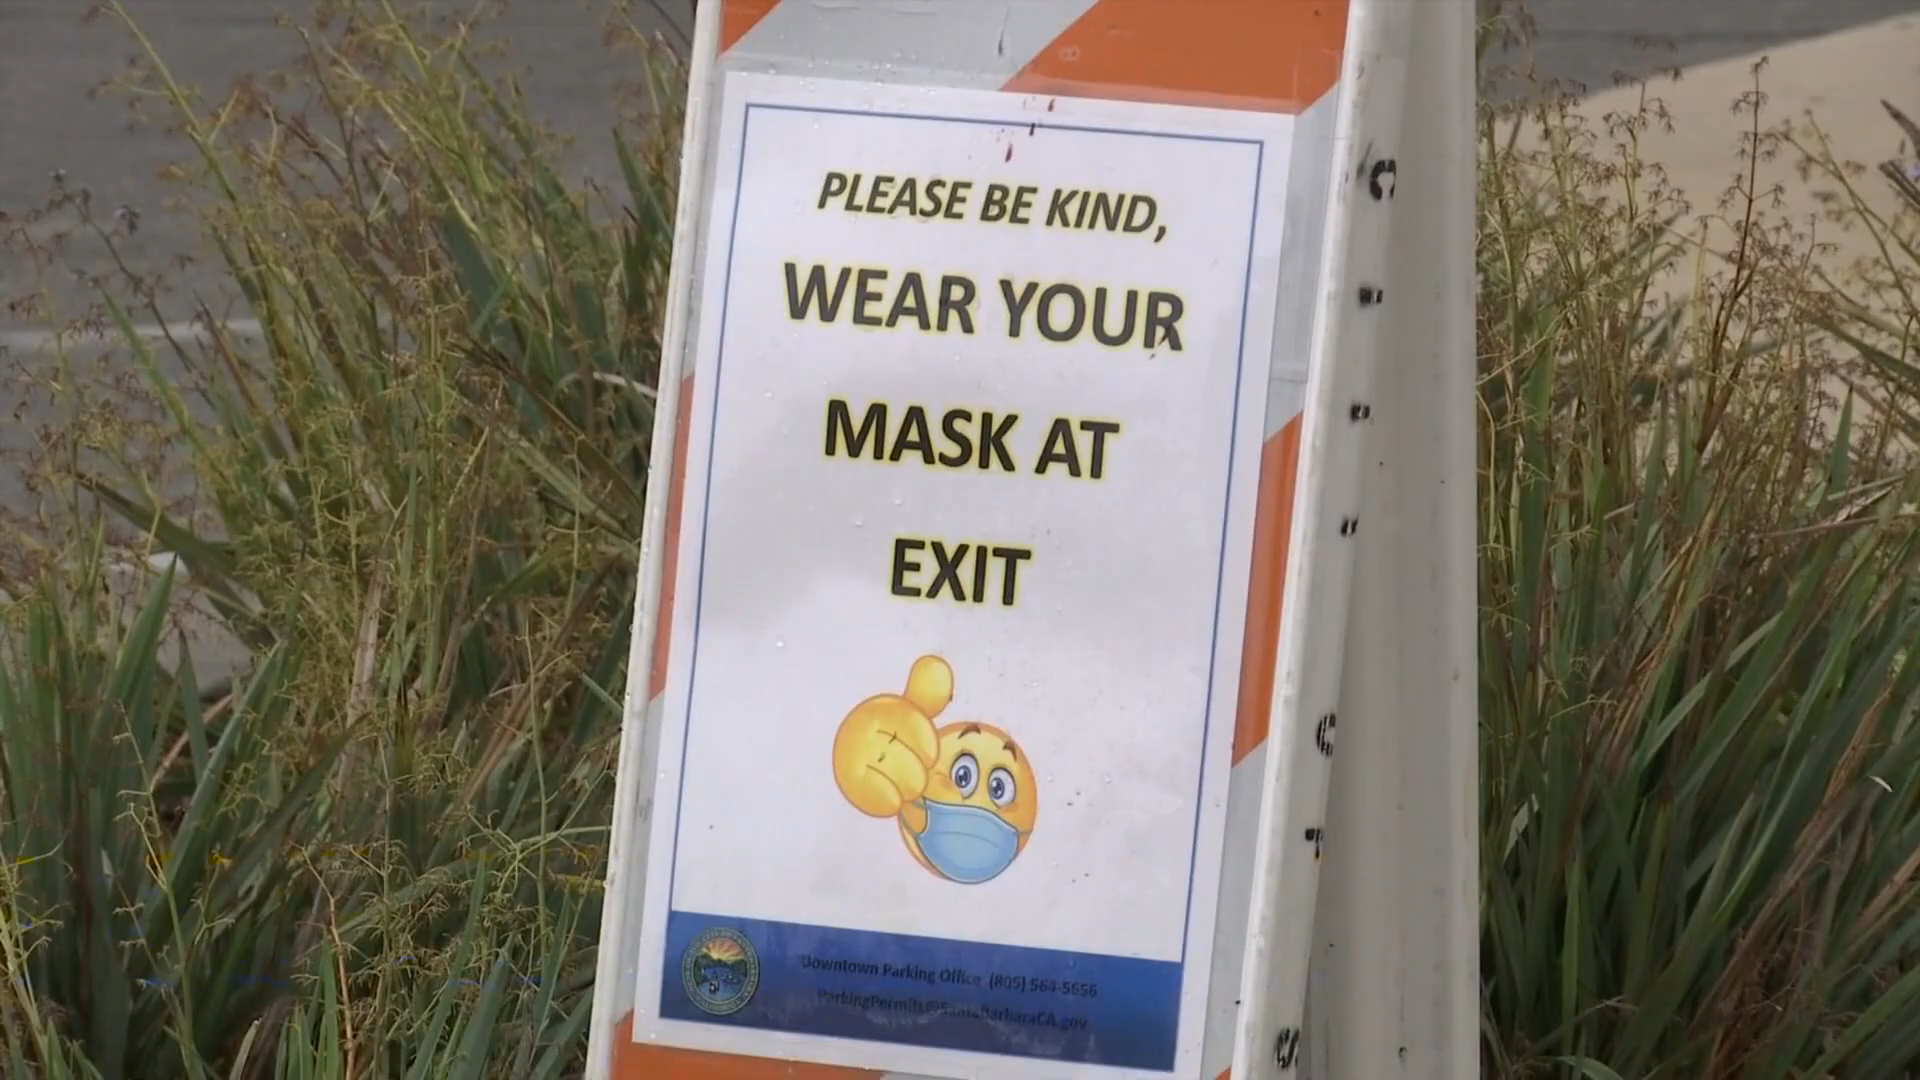 PLEASE BE KIND,
WEAR YOUR
MASK AT
EXIT
Downtown Parking Office (805) 564-5656
ParkingPermits@SantaBarbaraCA.gov